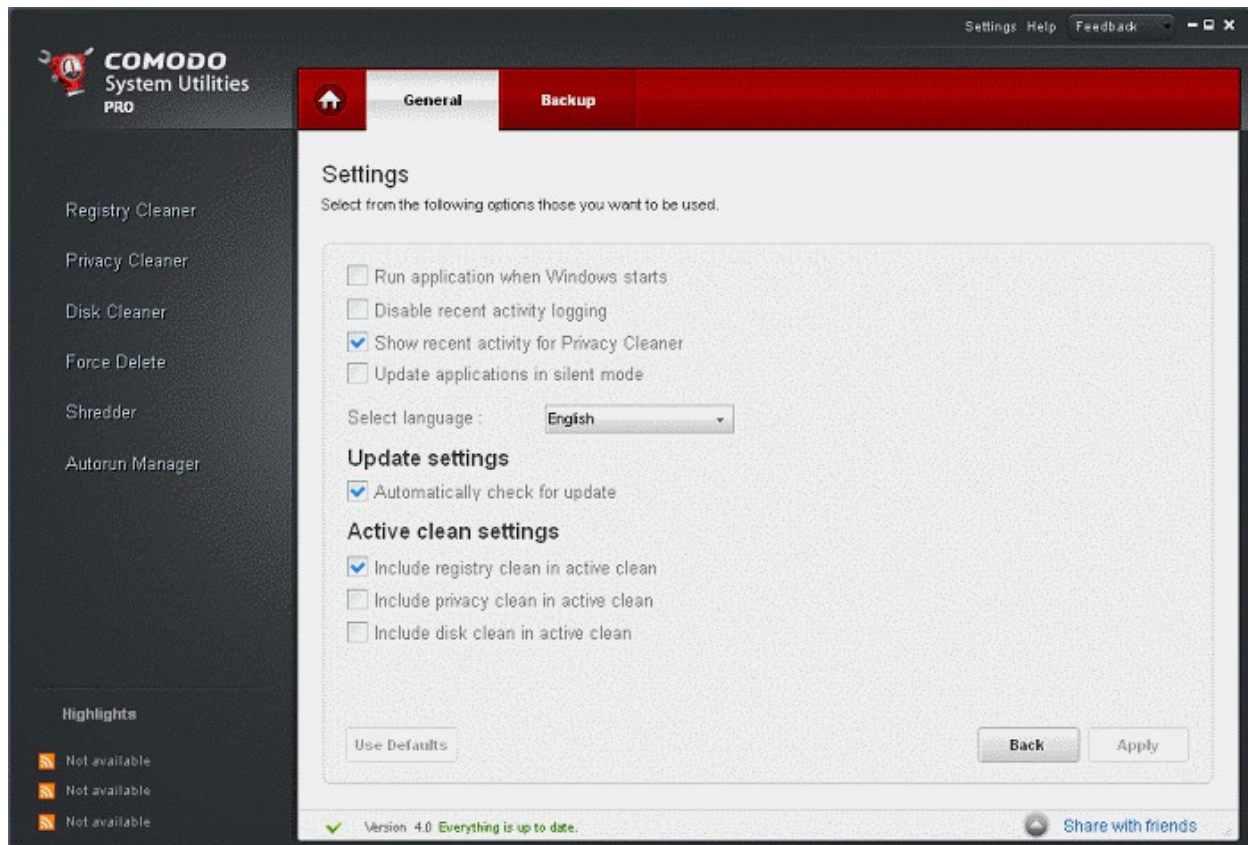 Settings Help Feedback
COMODO
System Utilities
PRO
General Backup
Registry Cleaner
Privacy Cleaner
Disk Cleaner
Force Delete
Shredder
Autorun Manager
Highlights
Not available
Not available
Not available
Settings
Select from the following options those you want to be used.
Run application when Windows starts
Disable recent activity logging
Show recent activity for Privacy Cleaner
Update applications in silent mode
Select language : English
Update settings
Automatically check for update
Active clean settings
Include registry clean in active clean
Include privacy clean in active clean
Include disk clean in active clean
Use Defaults Back Apply
Version 4.0 Everything is up to date. Share with friends